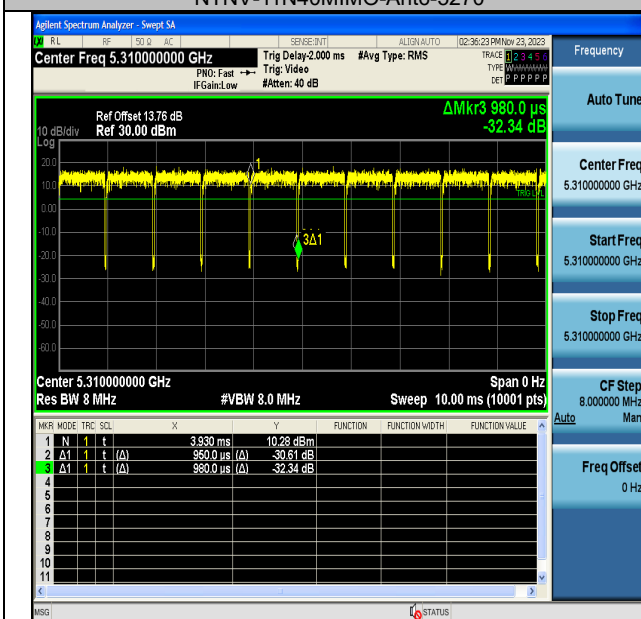 Agilent Spectrum Analyzer - Swept SA
RL RF 50 Ω AC SENSE:INT ALIGN AUTO 02:36:23 PM Nov 23, 2023
Center Freq 5.310000000 GHz
PNO: Fast
IFGain:Low
Trig Delay-2.000 ms
Trig: Video
#Atten: 40 dB
#Avg Type: RMS
TRACE 1 2 3 4 5 6
TYPE W
DET P P P P P P
Frequency
Auto Tune
Center Freq
5.310000000 GHz
Start Freq
5.310000000 GHz
Stop Freq
5.310000000 GHz
CF Step
8.000000 MHz
Auto Man
Freq Offset
0 Hz
ΔMkr3 980.0 µs
-32.34 dB
Ref Offset 13.76 dB
10 dB/div Ref 30.00 dBm
Log
20.0
10.0
0.00
-10.0
-20.0
-30.0
-40.0
-50.0
-60.0
1
3Δ1
Center 5.310000000 GHz Span 0 Hz
Res BW 8 MHz #VBW 8.0 MHz Sweep 10.00 ms (10001 pts)
MKR MODE TRC SCL X Y FUNCTION FUNCTION WIDTH FUNCTION VALUE
1 N 1 t 3.930 ms 10.28 dBm
2 Δ1 1 t (Δ) 950.0 µs (Δ) -30.61 dB
3 Δ1 1 t (Δ) 980.0 µs (Δ) -32.34 dB
4
5
6
7
8
9
10
11
MSG STATUS